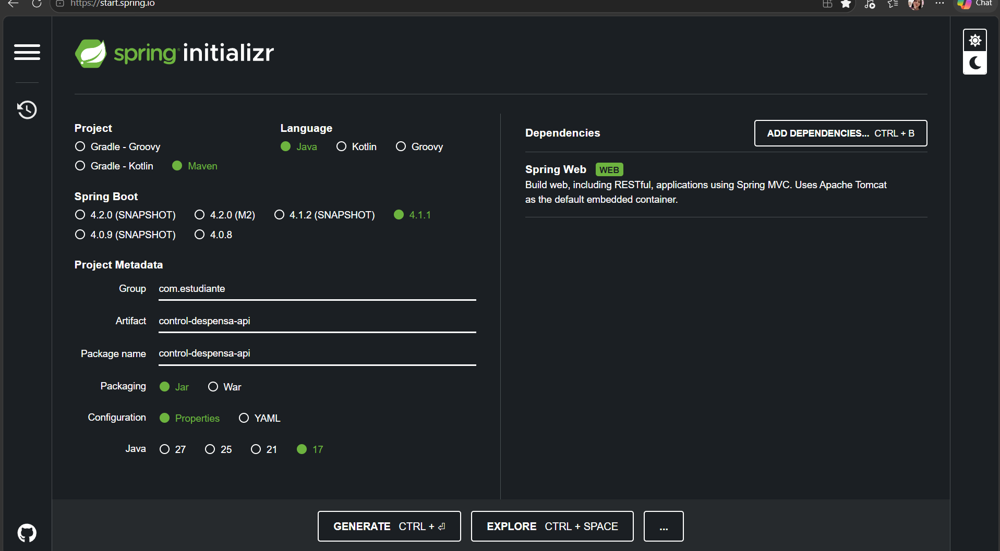 https://start.spring.io
Chat
spring initializr
Project
Gradle - Groovy
Gradle - Kotlin
Maven
Language
Java
Kotlin
Groovy
Spring Boot
4.2.0 (SNAPSHOT)
4.2.0 (M2)
4.1.2 (SNAPSHOT)
4.1.1
4.0.9 (SNAPSHOT)
4.0.8
Project Metadata
Group
com.estudiante
Artifact
control-despensa-api
Package name
control-despensa-api
Packaging
Jar
War
Configuration
Properties
YAML
Java
27
25
21
17
Dependencies
ADD DEPENDENCIES... CTRL + B
Spring Web WEB
Build web, including RESTful, applications using Spring MVC. Uses Apache Tomcat
as the default embedded container.
GENERATE CTRL + ⏎
EXPLORE CTRL + SPACE
...